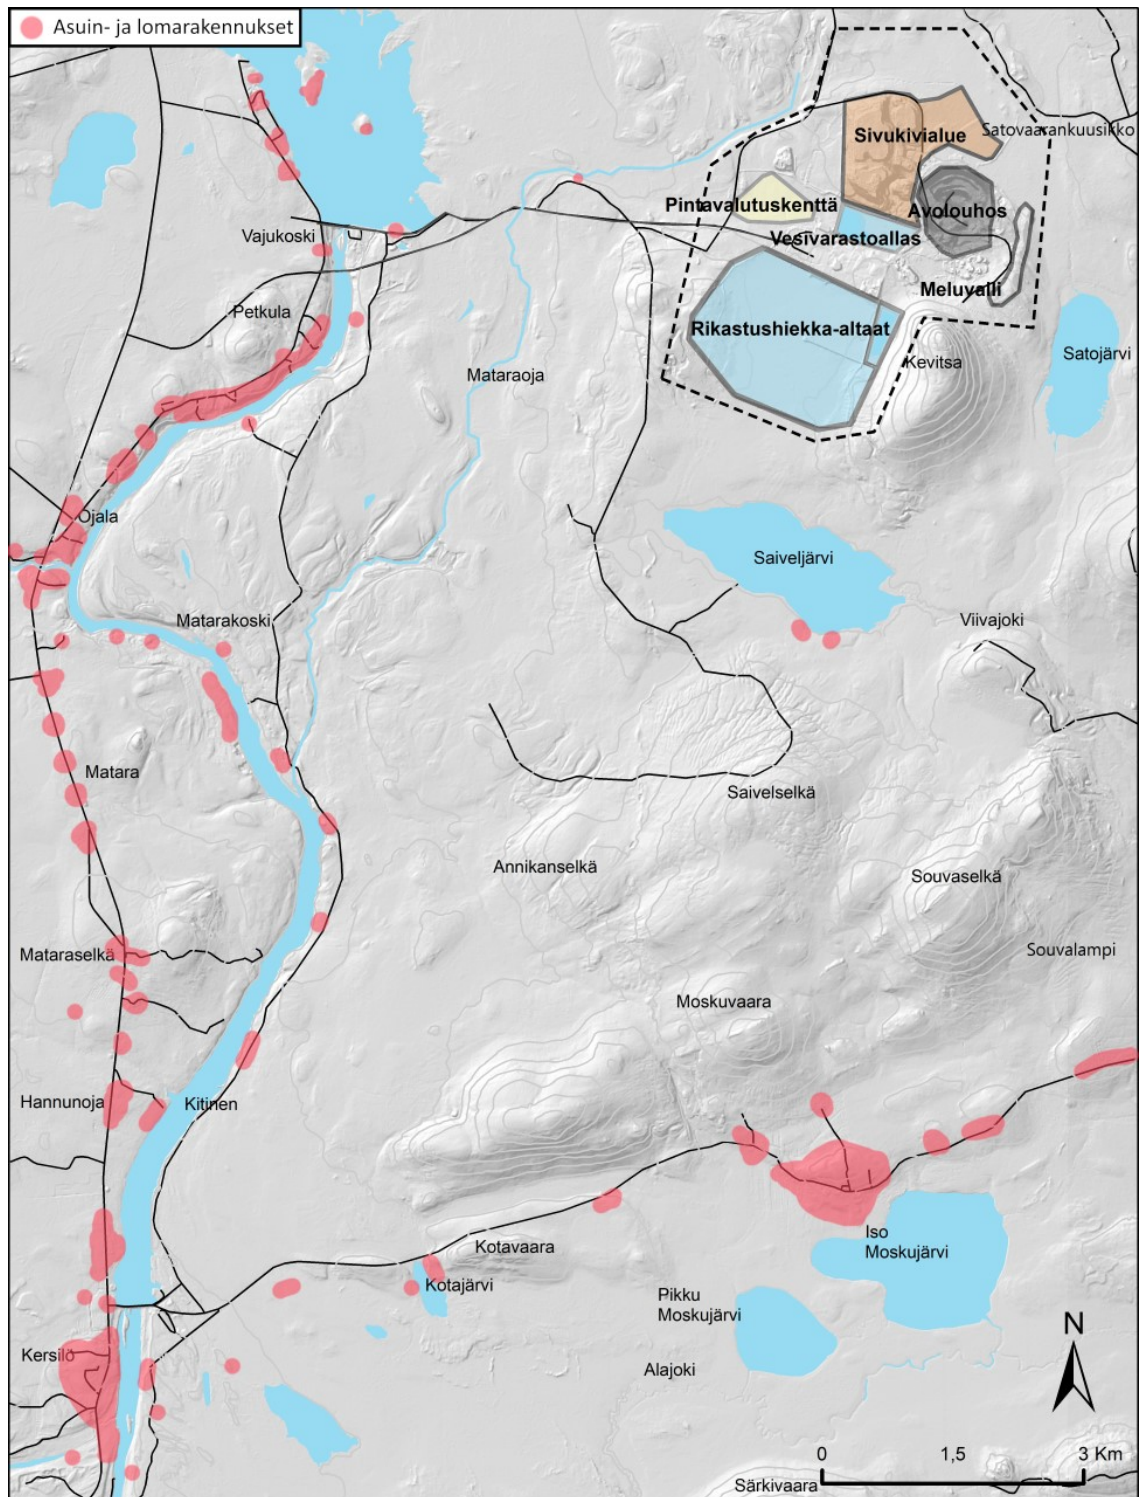 Asuin- ja lomarakennukset
Sivukivialue
Satovaarankuusikko
Pintavalutuskenttä
Avolouhos
Vajukoski
Vesivarastoallas
Meluvalli
Petkula
Rikastushiekka-altaat
Satojärvi
Kevitsa
Mataraoja
Ojala
Saiveljärvi
Matarakoski
Viivajoki
Matara
Saivelselkä
Annikanselkä
Souvaselkä
Mataraselkä
Souvalampi
Moskuvaara
Hannunoja
Kitinen
Iso
Moskujärvi
Kotavaara
Kotajärvi
Pikku
Moskujärvi
Kersilö
Alajoki
N
0 1,5 3 Km
Särkivaara